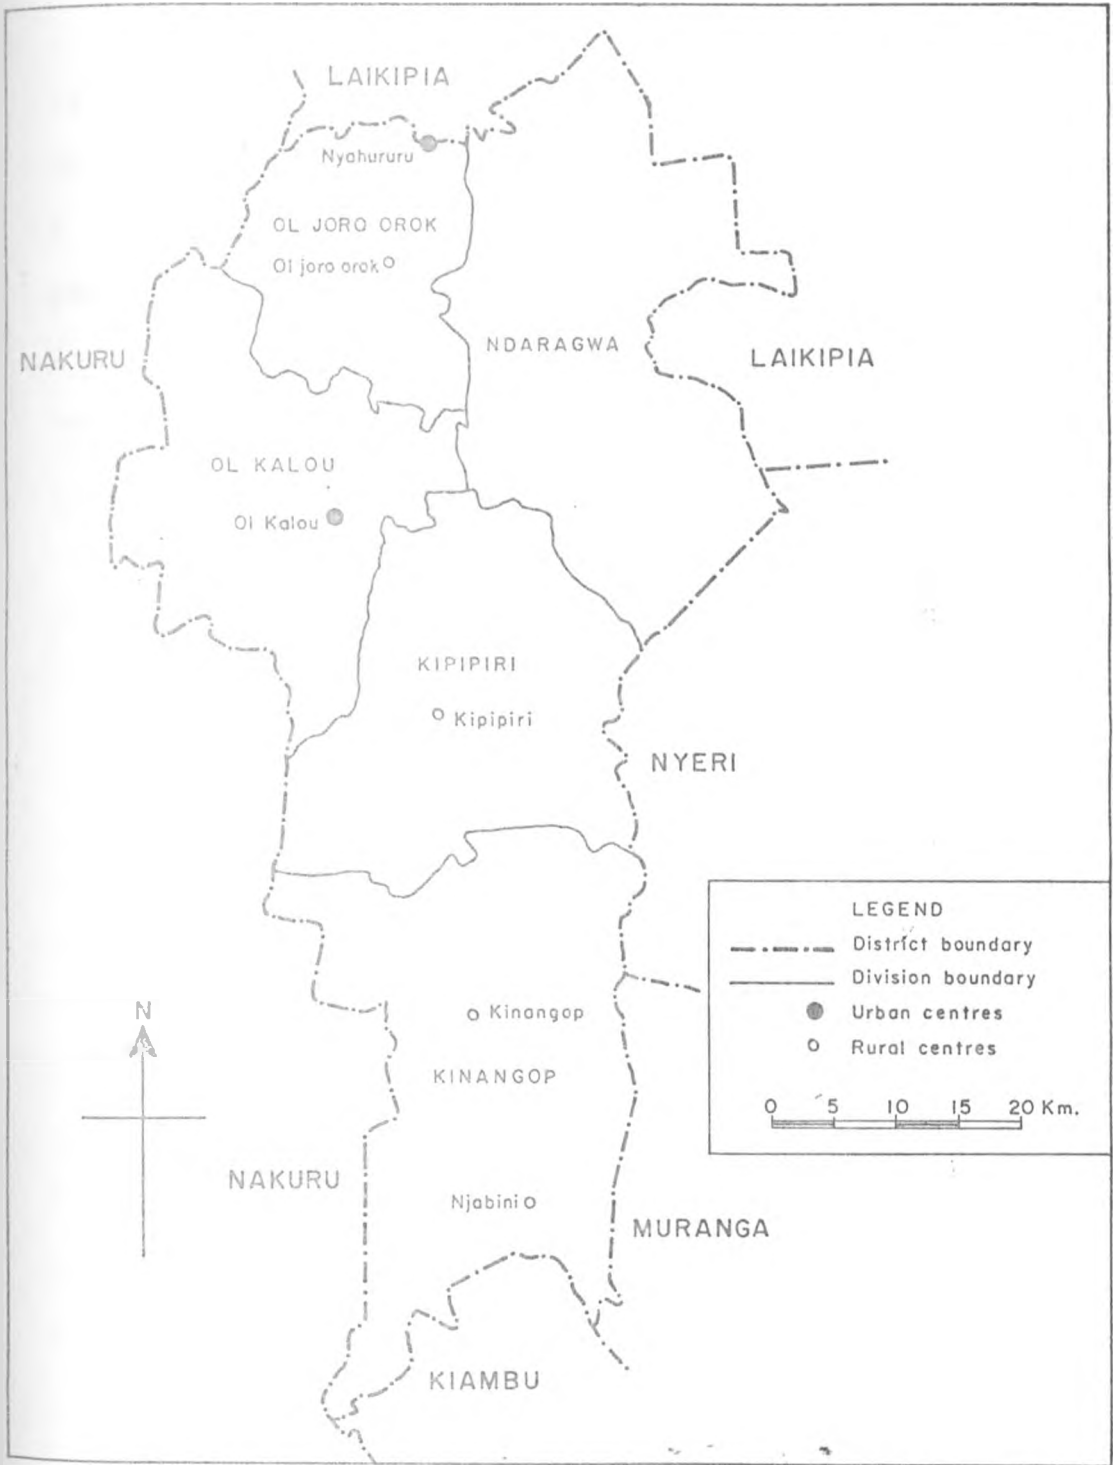 LAIKIPIA
Nyahururu
OL JORO OROK
Ol joro orok
NAKURU
NDARAGWA
LAIKIPIA
OL KALOU
Ol Kalou
KIPIPIRI
Kipipiri
NYERI
LEGEND
District boundary
Division boundary
Urban centres
Rural centres
0 5 10 15 20 Km.
N
Kinangop
KINANGOP
NAKURU
Njabini
MURANGA
KIAMBU